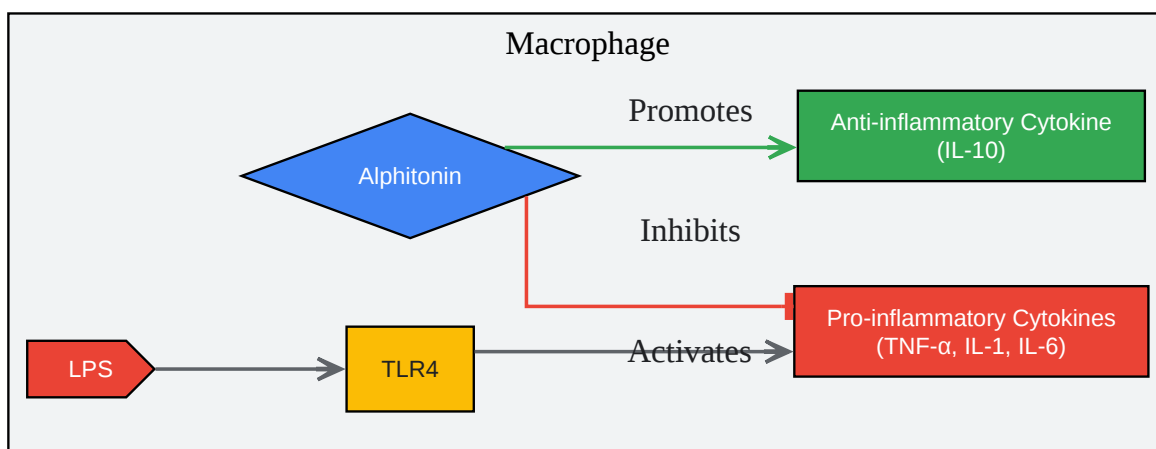 Macrophage
Promotes
Anti-inflammatory Cytokine
(IL-10)
Alphitonin
Inhibits
Pro-inflammatory Cytokines
(TNF-α, IL-1, IL-6)
Activates
LPS
TLR4